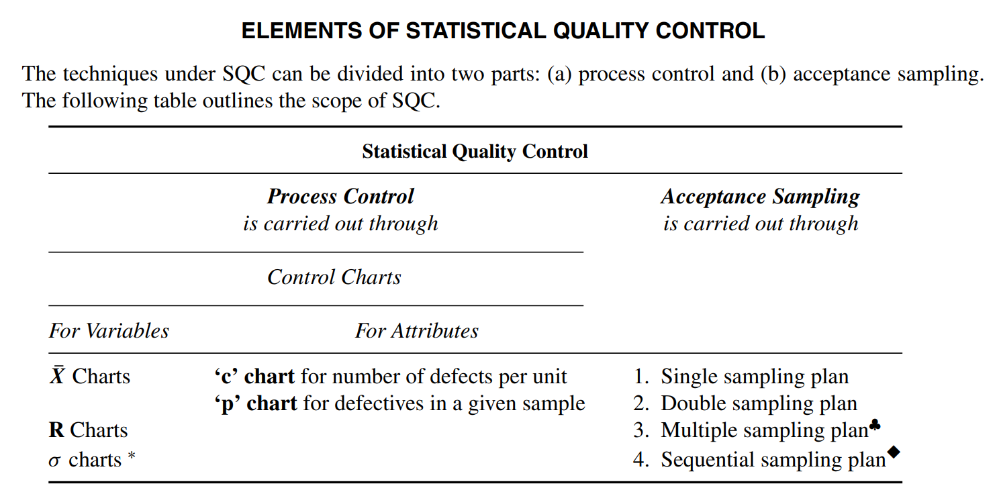 ELEMENTS OF STATISTICAL QUALITY CONTROL
The techniques under SQC can be divided into two parts: (a) process control and (b) acceptance sampling.
The following table outlines the scope of SQC.
Statistical Quality Control
Process Control
is carried out through
Acceptance Sampling
is carried out through
Control Charts
For Variables For Attributes
X̄ Charts ‘c’ chart for number of defects per unit 1. Single sampling plan
‘p’ chart for defectives in a given sample 2. Double sampling plan
R Charts 3. Multiple sampling plan♣
σ charts * 4. Sequential sampling plan◆